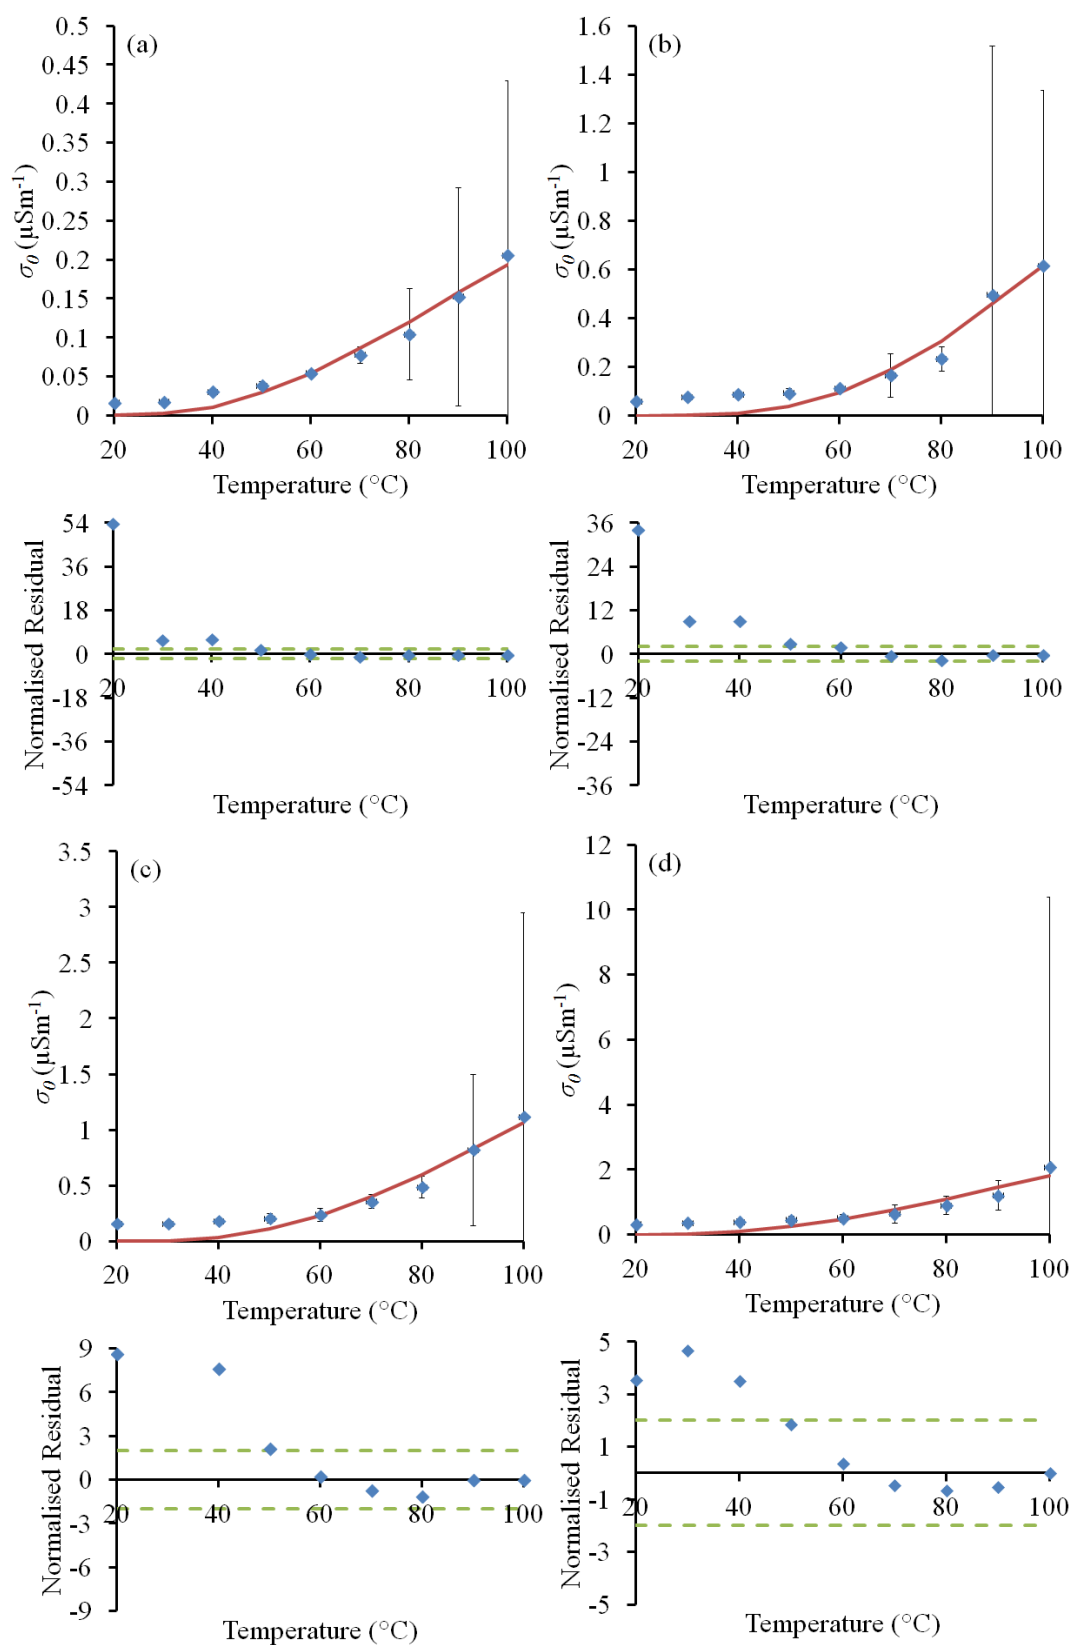 (a)
0.5
0.45
0.4
0.35
0.3
0.25
0.2
0.15
0.1
0.05
0
σ0 (µSm-1)
20 40 60 80 100
Temperature (°C)
(b)
1.6
1.4
1.2
1
0.8
0.6
0.4
0.2
0
σ0 (µSm-1)
20 40 60 80 100
Temperature (°C)
54
36
18
0
-18
-36
-54
Normalised Residual
20 40 60 80 100
Temperature (°C)
36
24
12
0
-12
-24
-36
Normalised Residual
20 40 60 80 100
Temperature (°C)
(c)
3.5
3
2.5
2
1.5
1
0.5
0
σ0 (µSm-1)
20 40 60 80 100
Temperature (°C)
(d)
12
10
8
6
4
2
0
σ0 (µSm-1)
20 40 60 80 100
Temperature (°C)
9
6
3
0
-3
-6
-9
Normalised Residual
20 40 60 80 100
Temperature (°C)
5
3
1
-1
-3
-5
Normalised Residual
20 40 60 80 100
Temperature (°C)